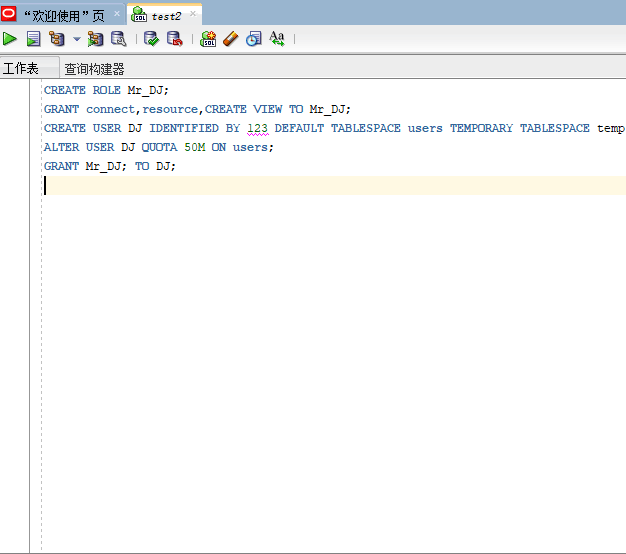 “欢迎使用”页
test2
工作表
查询构建器
CREATE ROLE Mr_DJ;
GRANT connect,resource,CREATE VIEW TO Mr_DJ;
CREATE USER DJ IDENTIFIED BY 123 DEFAULT TABLESPACE users TEMPORARY TABLESPACE temp
ALTER USER DJ QUOTA 50M ON users;
GRANT Mr_DJ; TO DJ;